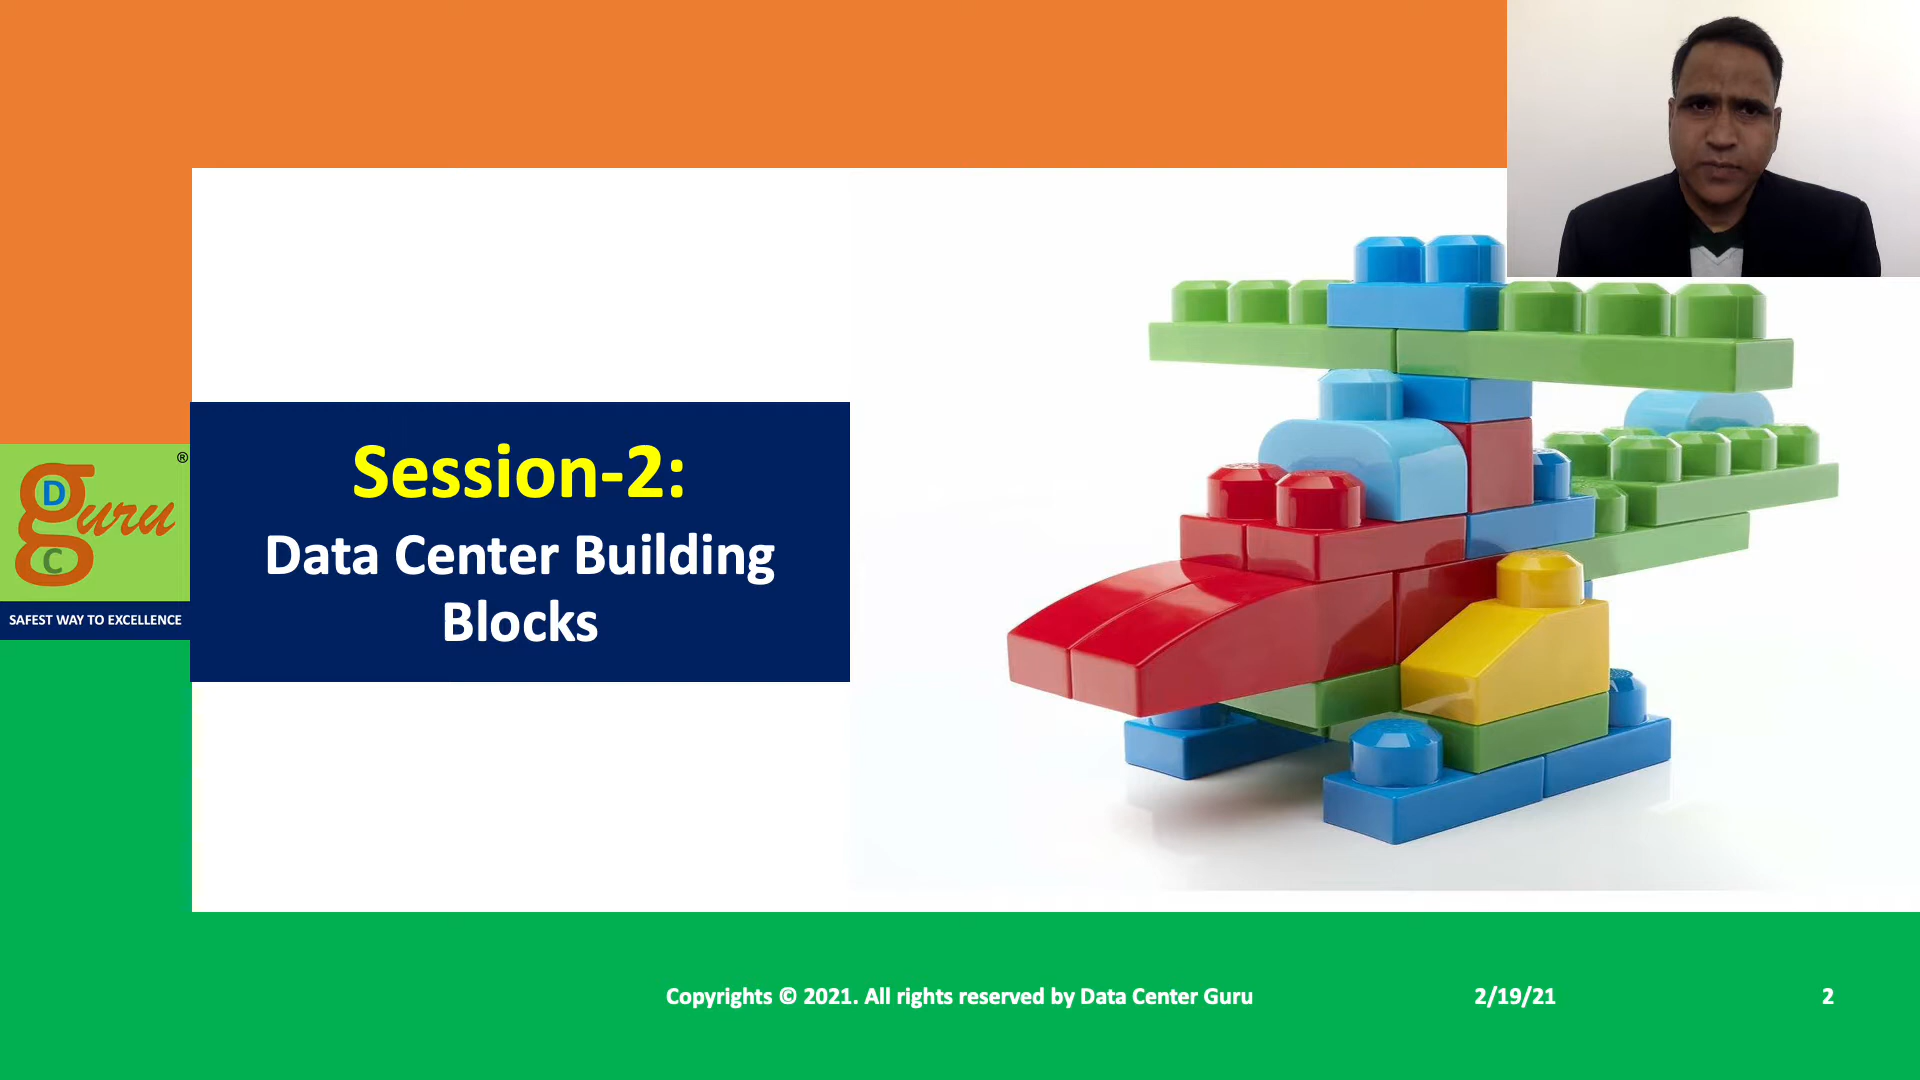 Session-2:
Data Center Building
Blocks
DC guru ®
SAFEST WAY TO EXCELLENCE
Copyrights © 2021. All rights reserved by Data Center Guru
2/19/21
2